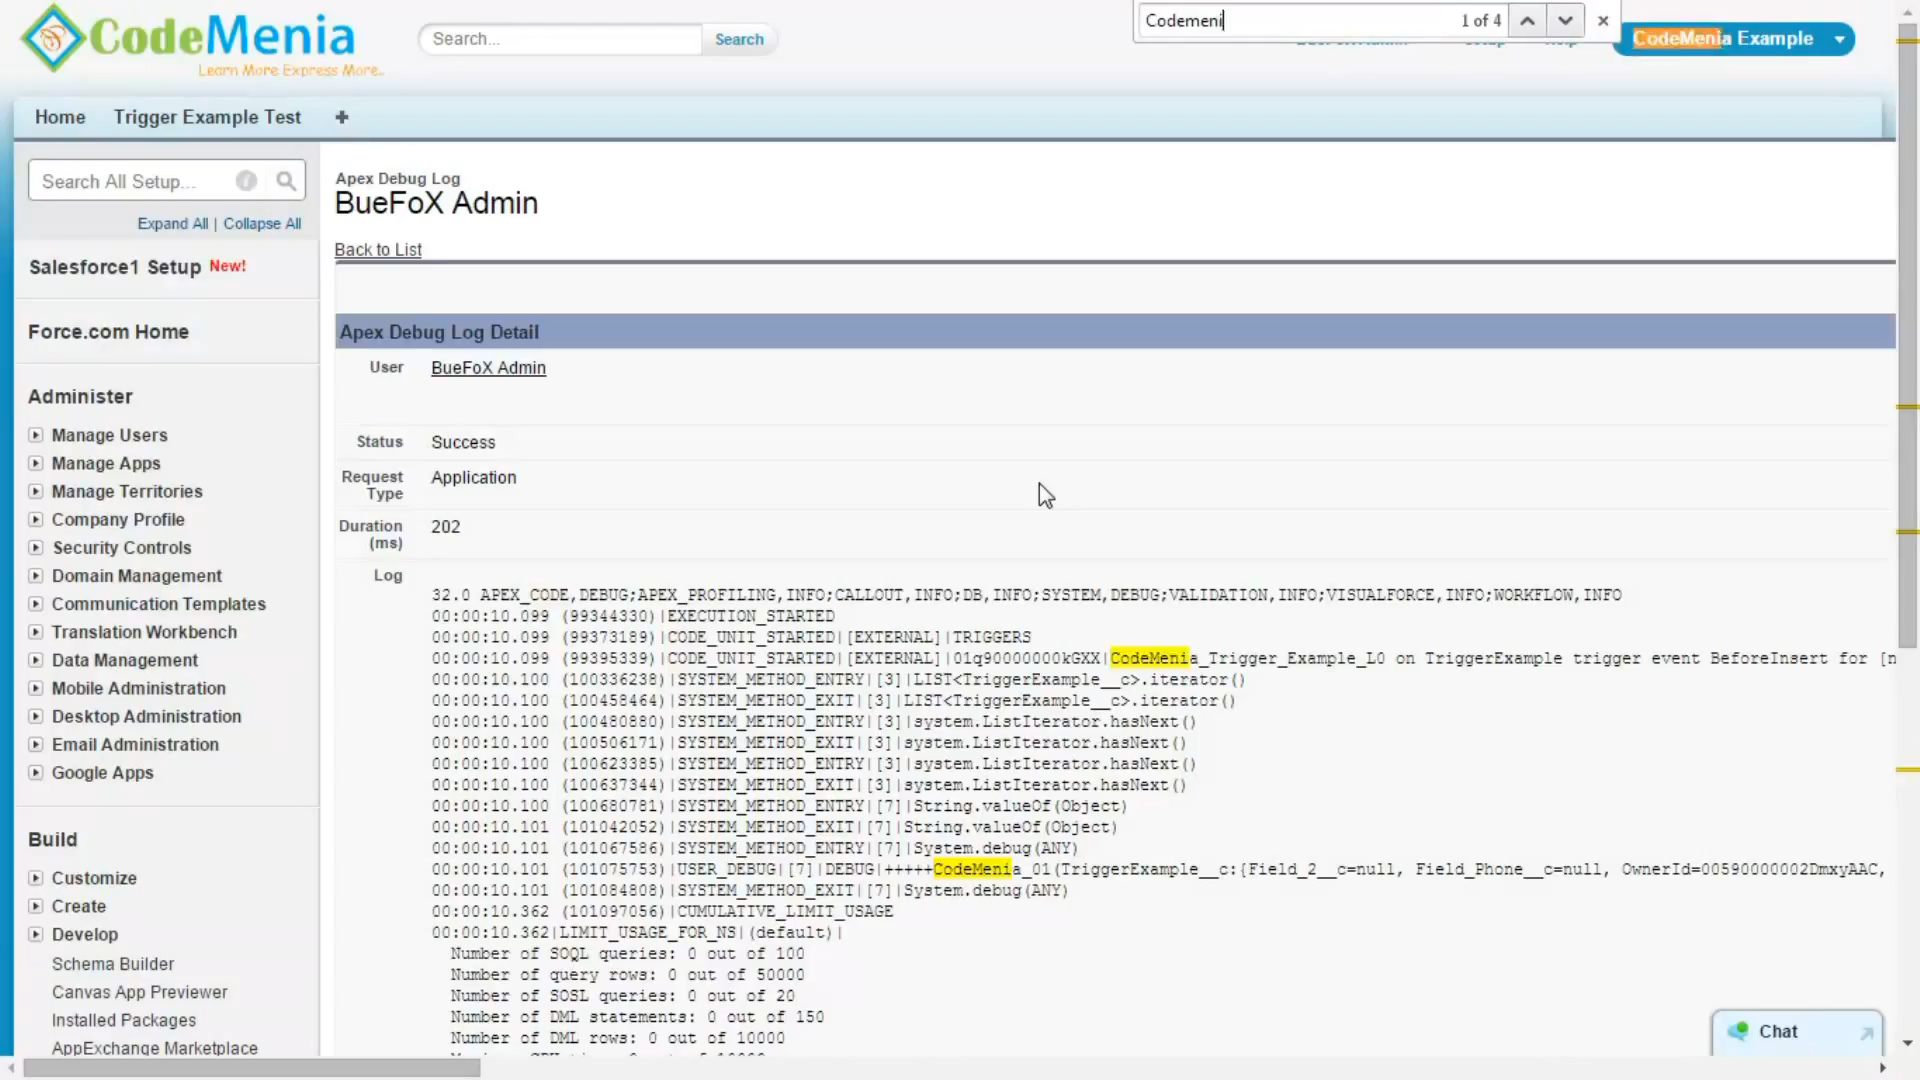 CodeMenia
Learn More Express More..
Search...
Search
Codemeni
1 of 4
CodeMenia Example
Home
Trigger Example Test
Search All Setup...
Expand All | Collapse All
Salesforce1 Setup New!
Force.com Home
Administer
Manage Users
Manage Apps
Manage Territories
Company Profile
Security Controls
Domain Management
Communication Templates
Translation Workbench
Data Management
Mobile Administration
Desktop Administration
Email Administration
Google Apps
Build
Customize
Create
Develop
Schema Builder
Canvas App Previewer
Installed Packages
AppExchange Marketplace
Apex Debug Log
BueFoX Admin
Back to List
Apex Debug Log Detail
User BueFoX Admin
Status Success
Request Type Application
Duration (ms) 202
Log
32.0 APEX_CODE,DEBUG;APEX_PROFILING,INFO;CALLOUT,INFO;DB,INFO;SYSTEM,DEBUG;VALIDATION,INFO;VISUALFORCE,INFO;WORKFLOW,INFO
00:00:10.099 (99344330)|EXECUTION_STARTED
00:00:10.099 (99373189)|CODE_UNIT_STARTED|[EXTERNAL]|TRIGGERS
00:00:10.099 (99395339)|CODE_UNIT_STARTED|[EXTERNAL]|01q90000000kGXX|CodeMenia_Trigger_Example_L0 on TriggerExample trigger event BeforeInsert for [n
00:00:10.100 (100336238)|SYSTEM_METHOD_ENTRY|[3]|LIST<TriggerExample__c>.iterator()
00:00:10.100 (100458464)|SYSTEM_METHOD_EXIT|[3]|LIST<TriggerExample__c>.iterator()
00:00:10.100 (100480880)|SYSTEM_METHOD_ENTRY|[3]|system.ListIterator.hasNext()
00:00:10.100 (100506171)|SYSTEM_METHOD_EXIT|[3]|system.ListIterator.hasNext()
00:00:10.100 (100623385)|SYSTEM_METHOD_ENTRY|[3]|system.ListIterator.hasNext()
00:00:10.100 (100637344)|SYSTEM_METHOD_EXIT|[3]|system.ListIterator.hasNext()
00:00:10.100 (100680781)|SYSTEM_METHOD_ENTRY|[7]|String.valueOf(Object)
00:00:10.101 (101042052)|SYSTEM_METHOD_EXIT|[7]|String.valueOf(Object)
00:00:10.101 (101067586)|SYSTEM_METHOD_ENTRY|[7]|System.debug(ANY)
00:00:10.101 (101075753)|USER_DEBUG|[7]|DEBUG|+++++CodeMenia_01(TriggerExample__c:{Field_2__c=null, Field_Phone__c=null, OwnerId=00590000002DmxyAAC,
00:00:10.101 (101084808)|SYSTEM_METHOD_EXIT|[7]|System.debug(ANY)
00:00:10.362 (101097056)|CUMULATIVE_LIMIT_USAGE
00:00:10.362|LIMIT_USAGE_FOR_NS|(default)|
Number of SOQL queries: 0 out of 100
Number of query rows: 0 out of 50000
Number of SOSL queries: 0 out of 20
Number of DML statements: 0 out of 150
Number of DML rows: 0 out of 10000
Chat